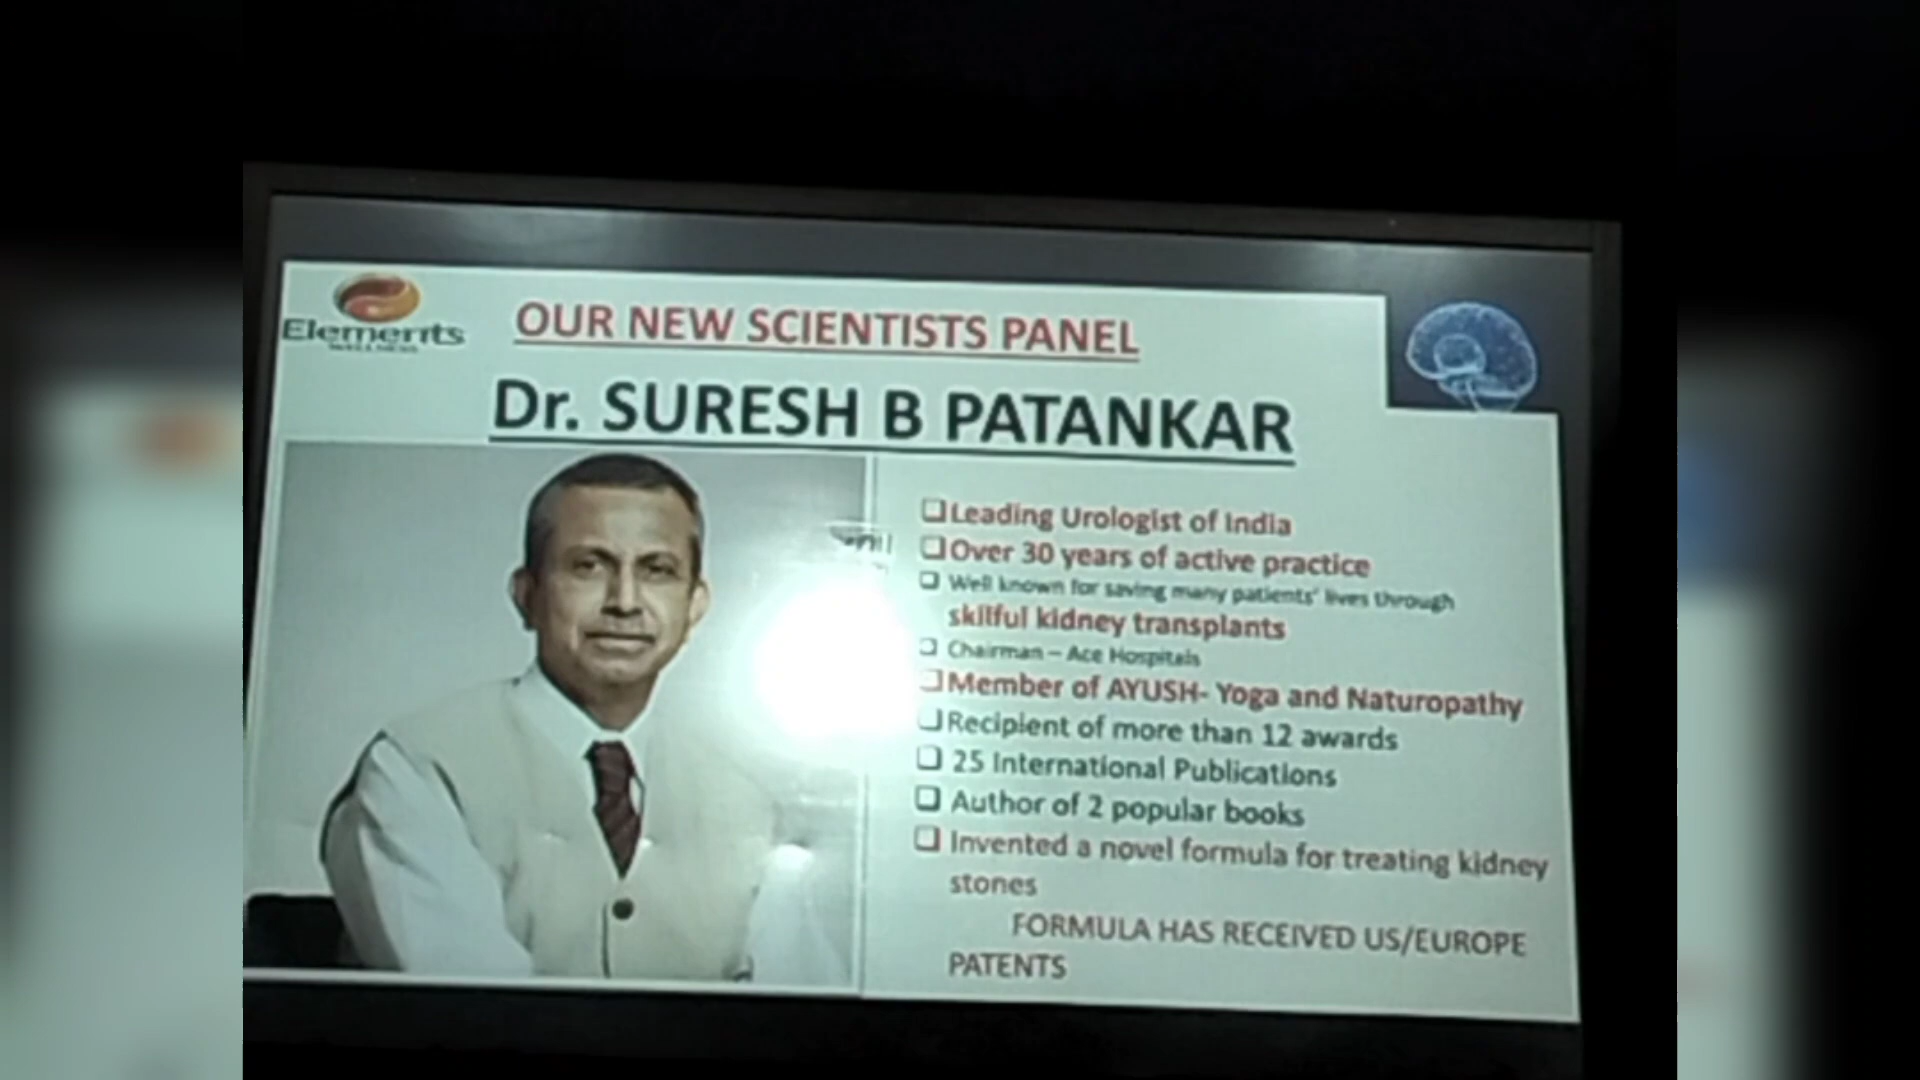 Elements
OUR NEW SCIENTISTS PANEL
Dr. SURESH B PATANKAR
Leading Urologist of India
Over 30 years of active practice
Well known for saving many patients' lives through
skilful kidney transplants
Chairman – Ace Hospitals
Member of AYUSH- Yoga and Naturopathy
Recipient of more than 12 awards
25 International Publications
Author of 2 popular books
Invented a novel formula for treating kidney
stones
FORMULA HAS RECEIVED US/EUROPE
PATENTS